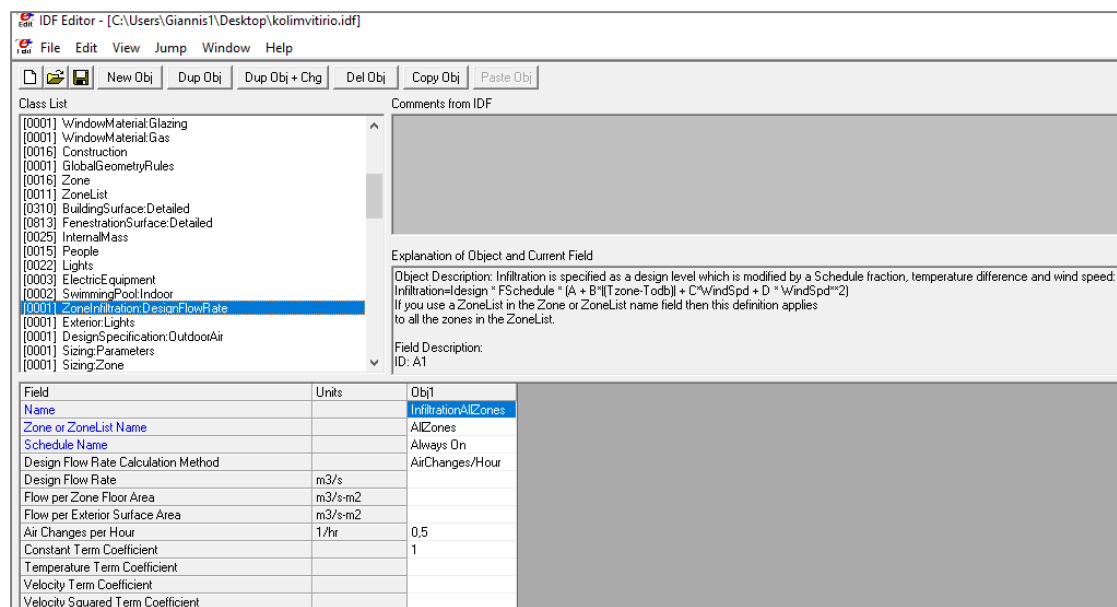 IDF Editor - [C:\Users\Giannis1\Desktop\kolimvitirio.idf]
File Edit View Jump Window Help
New Obj Dup Obj Dup Obj + Chg Del Obj Copy Obj Paste Obj
Class List
[0001] WindowMaterial:Glazing
[0001] WindowMaterial:Gas
[0016] Construction
[0001] GlobalGeometryRules
[0016] Zone
[0011] ZoneList
[0310] BuildingSurface:Detailed
[0813] FenestrationSurface:Detailed
[0025] InternalMass
[0015] People
[0022] Lights
[0003] ElectricEquipment
[0002] SwimmingPool:Indoor
[0001] ZoneInfiltration:DesignFlowRate
[0001] Exterior:Lights
[0001] DesignSpecification:OutdoorAir
[0001] Sizing:Parameters
[0001] Sizing:Zone
Comments from IDF
Explanation of Object and Current Field
Object Description: Infiltration is specified as a design level which is modified by a Schedule fraction, temperature difference and wind speed:
Infiltration=Idesign * FSchedule * (A + B*|(Tzone-Todb)| + C*WindSpd + D * WindSpd**2)
If you use a ZoneList in the Zone or ZoneList name field then this definition applies
to all the zones in the ZoneList.
Field Description:
ID: A1
Field Units Obj1
Name InfiltrationAllZones
Zone or ZoneList Name AllZones
Schedule Name Always On
Design Flow Rate Calculation Method AirChanges/Hour
Design Flow Rate m3/s
Flow per Zone Floor Area m3/s-m2
Flow per Exterior Surface Area m3/s-m2
Air Changes per Hour 1/hr 0,5
Constant Term Coefficient 1
Temperature Term Coefficient
Velocity Term Coefficient
Velocity Squared Term Coefficient